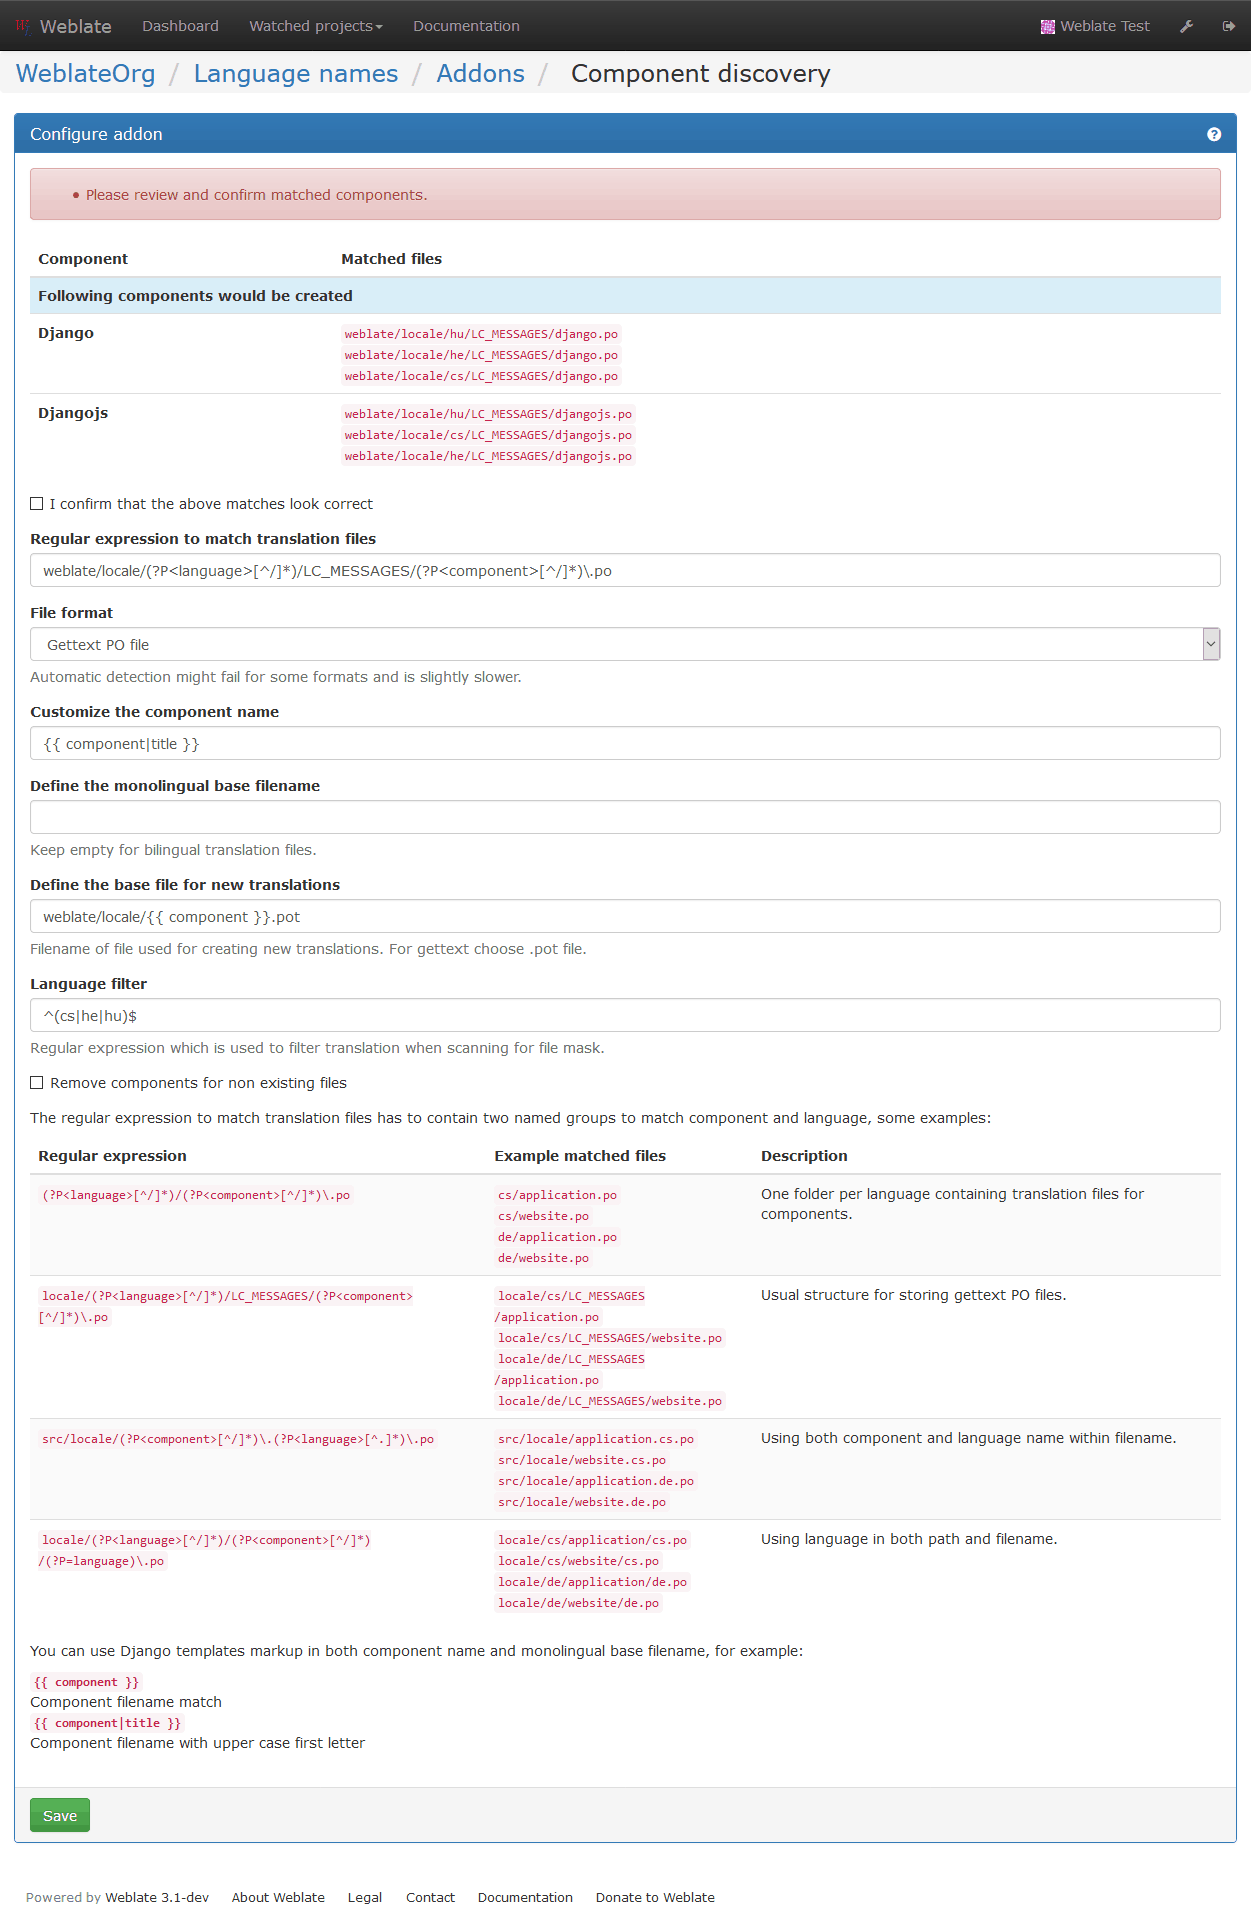 Weblate Dashboard Watched projects Documentation Weblate Test
WeblateOrg / Language names / Addons / Component discovery
Configure addon
• Please review and confirm matched components.
Component Matched files
Following components would be created
Django weblate/locale/hu/LC_MESSAGES/django.po
weblate/locale/he/LC_MESSAGES/django.po
weblate/locale/cs/LC_MESSAGES/django.po
Djangojs weblate/locale/hu/LC_MESSAGES/djangojs.po
weblate/locale/cs/LC_MESSAGES/djangojs.po
weblate/locale/he/LC_MESSAGES/djangojs.po
I confirm that the above matches look correct
Regular expression to match translation files
weblate/locale/(?P<language>[^/]*)/LC_MESSAGES/(?P<component>[^/]*)\.po
File format
Gettext PO file
Automatic detection might fail for some formats and is slightly slower.
Customize the component name
{{ component|title }}
Define the monolingual base filename
Keep empty for bilingual translation files.
Define the base file for new translations
weblate/locale/{{ component }}.pot
Filename of file used for creating new translations. For gettext choose .pot file.
Language filter
^(cs|he|hu)$
Regular expression which is used to filter translation when scanning for file mask.
Remove components for non existing files
The regular expression to match translation files has to contain two named groups to match component and language, some examples:
Regular expression Example matched files Description
(?P<language>[^/]*)/(?P<component>[^/]*)\.po cs/application.po One folder per language containing translation files for
cs/website.po components.
de/application.po
de/website.po
locale/(?P<language>[^/]*)/LC_MESSAGES/(?P<component> locale/cs/LC_MESSAGES Usual structure for storing gettext PO files.
[^/]*)\.po /application.po
locale/cs/LC_MESSAGES/website.po
locale/de/LC_MESSAGES
/application.po
locale/de/LC_MESSAGES/website.po
src/locale/(?P<component>[^/]*)\.(?P<language>[^.]*)\.po src/locale/application.cs.po Using both component and language name within filename.
src/locale/website.cs.po
src/locale/application.de.po
src/locale/website.de.po
locale/(?P<language>[^/]*)/(?P<component>[^/]*) locale/cs/application/cs.po Using language in both path and filename.
/(?P=language)\.po locale/cs/website/cs.po
locale/de/application/de.po
locale/de/website/de.po
You can use Django templates markup in both component name and monolingual base filename, for example:
{{ component }}
Component filename match
{{ component|title }}
Component filename with upper case first letter
Save
Powered by Weblate 3.1-dev About Weblate Legal Contact Documentation Donate to Weblate